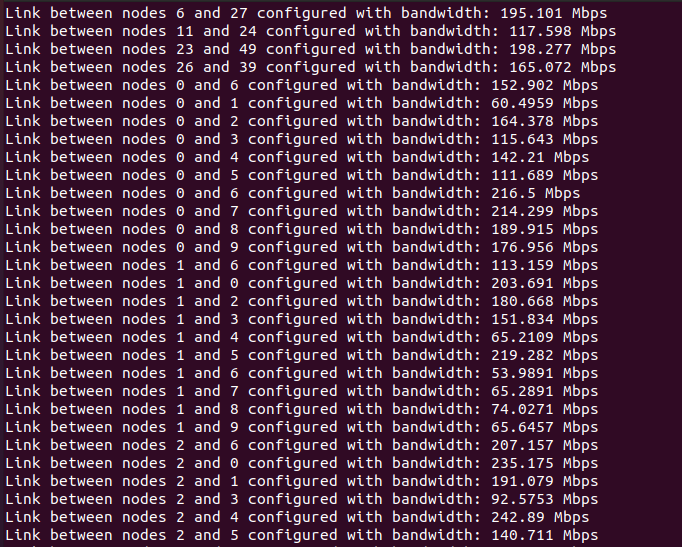 Link between nodes 6 and 27 configured with bandwidth: 195.101 Mbps
Link between nodes 11 and 24 configured with bandwidth: 117.598 Mbps
Link between nodes 23 and 49 configured with bandwidth: 198.277 Mbps
Link between nodes 26 and 39 configured with bandwidth: 165.072 Mbps
Link between nodes 0 and 6 configured with bandwidth: 152.902 Mbps
Link between nodes 0 and 1 configured with bandwidth: 60.4959 Mbps
Link between nodes 0 and 2 configured with bandwidth: 164.378 Mbps
Link between nodes 0 and 3 configured with bandwidth: 115.643 Mbps
Link between nodes 0 and 4 configured with bandwidth: 142.21 Mbps
Link between nodes 0 and 5 configured with bandwidth: 111.689 Mbps
Link between nodes 0 and 6 configured with bandwidth: 216.5 Mbps
Link between nodes 0 and 7 configured with bandwidth: 214.299 Mbps
Link between nodes 0 and 8 configured with bandwidth: 189.915 Mbps
Link between nodes 0 and 9 configured with bandwidth: 176.956 Mbps
Link between nodes 1 and 6 configured with bandwidth: 113.159 Mbps
Link between nodes 1 and 0 configured with bandwidth: 203.691 Mbps
Link between nodes 1 and 2 configured with bandwidth: 180.668 Mbps
Link between nodes 1 and 3 configured with bandwidth: 151.834 Mbps
Link between nodes 1 and 4 configured with bandwidth: 65.2109 Mbps
Link between nodes 1 and 5 configured with bandwidth: 219.282 Mbps
Link between nodes 1 and 6 configured with bandwidth: 53.9891 Mbps
Link between nodes 1 and 7 configured with bandwidth: 65.2891 Mbps
Link between nodes 1 and 8 configured with bandwidth: 74.0271 Mbps
Link between nodes 1 and 9 configured with bandwidth: 65.6457 Mbps
Link between nodes 2 and 6 configured with bandwidth: 207.157 Mbps
Link between nodes 2 and 0 configured with bandwidth: 235.175 Mbps
Link between nodes 2 and 1 configured with bandwidth: 191.079 Mbps
Link between nodes 2 and 3 configured with bandwidth: 92.5753 Mbps
Link between nodes 2 and 4 configured with bandwidth: 242.89 Mbps
Link between nodes 2 and 5 configured with bandwidth: 140.711 Mbps